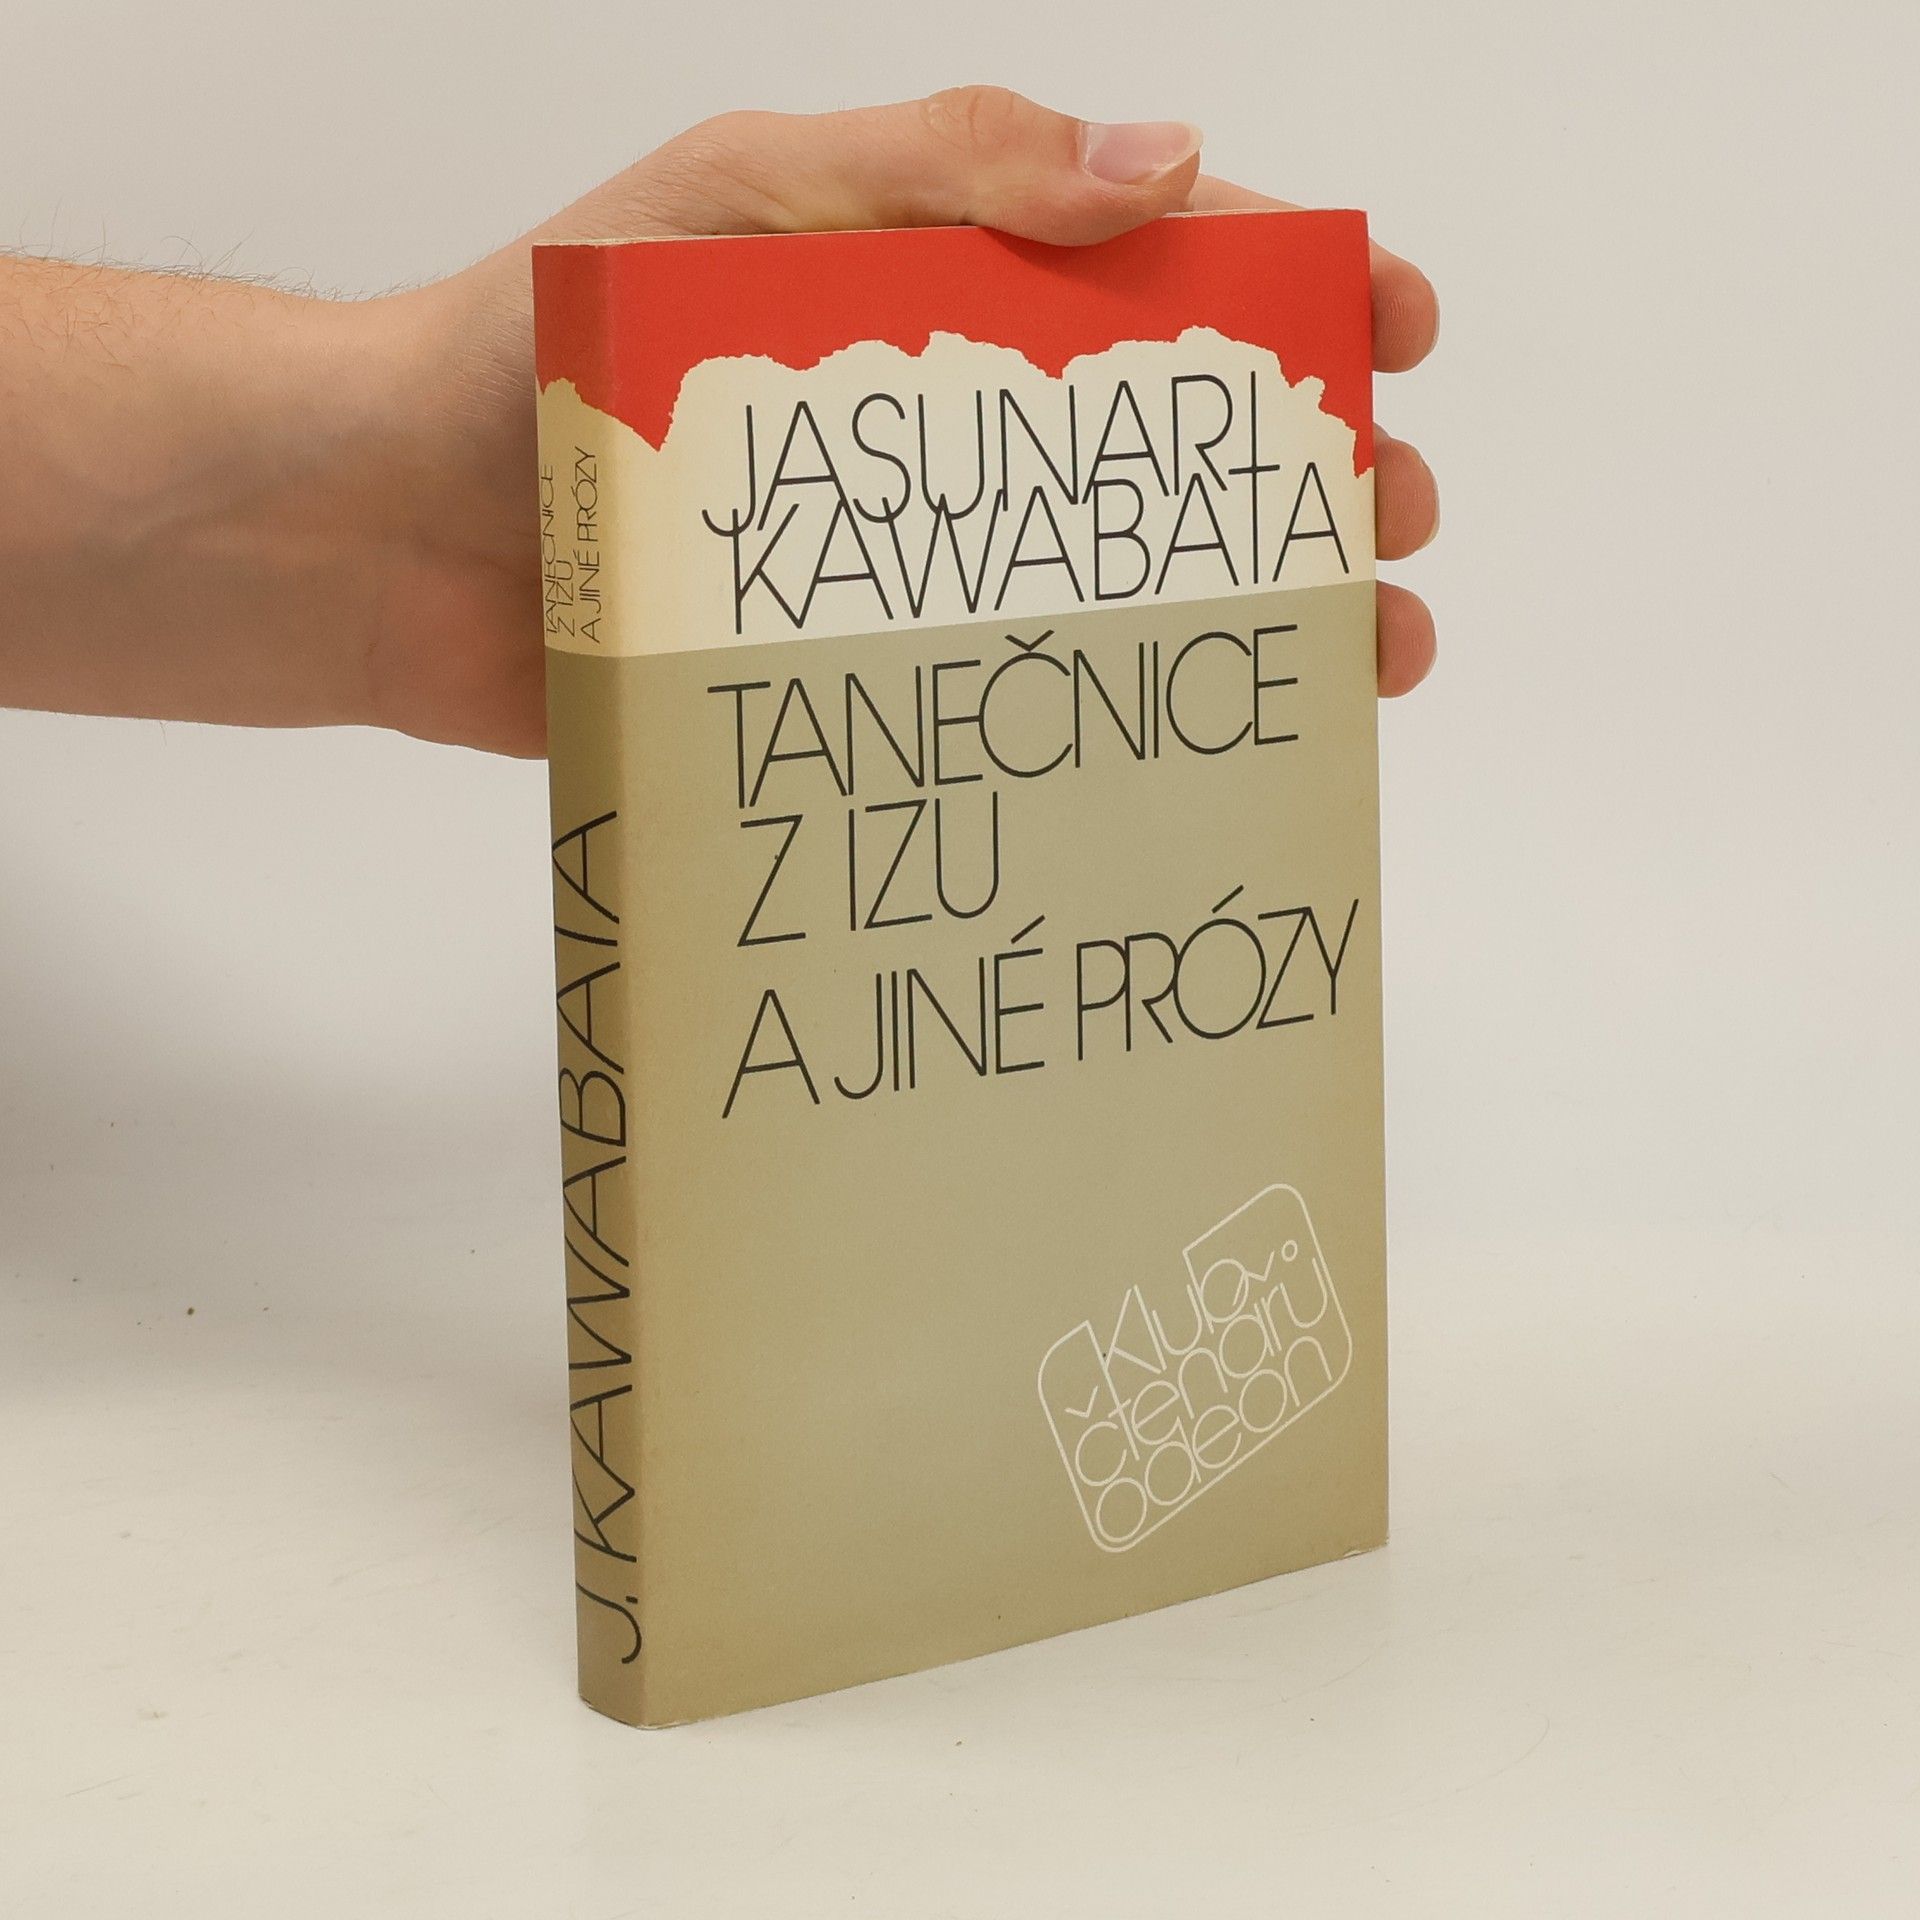 JASUNARI
KAWABATA
TANEČNICE
Z IZU
A JINÉ PRÓZY
Klub
čtenářů
odeon
J. KAWABATA
TANEČNICE
Z IZU
A JINÉ PRÓZY